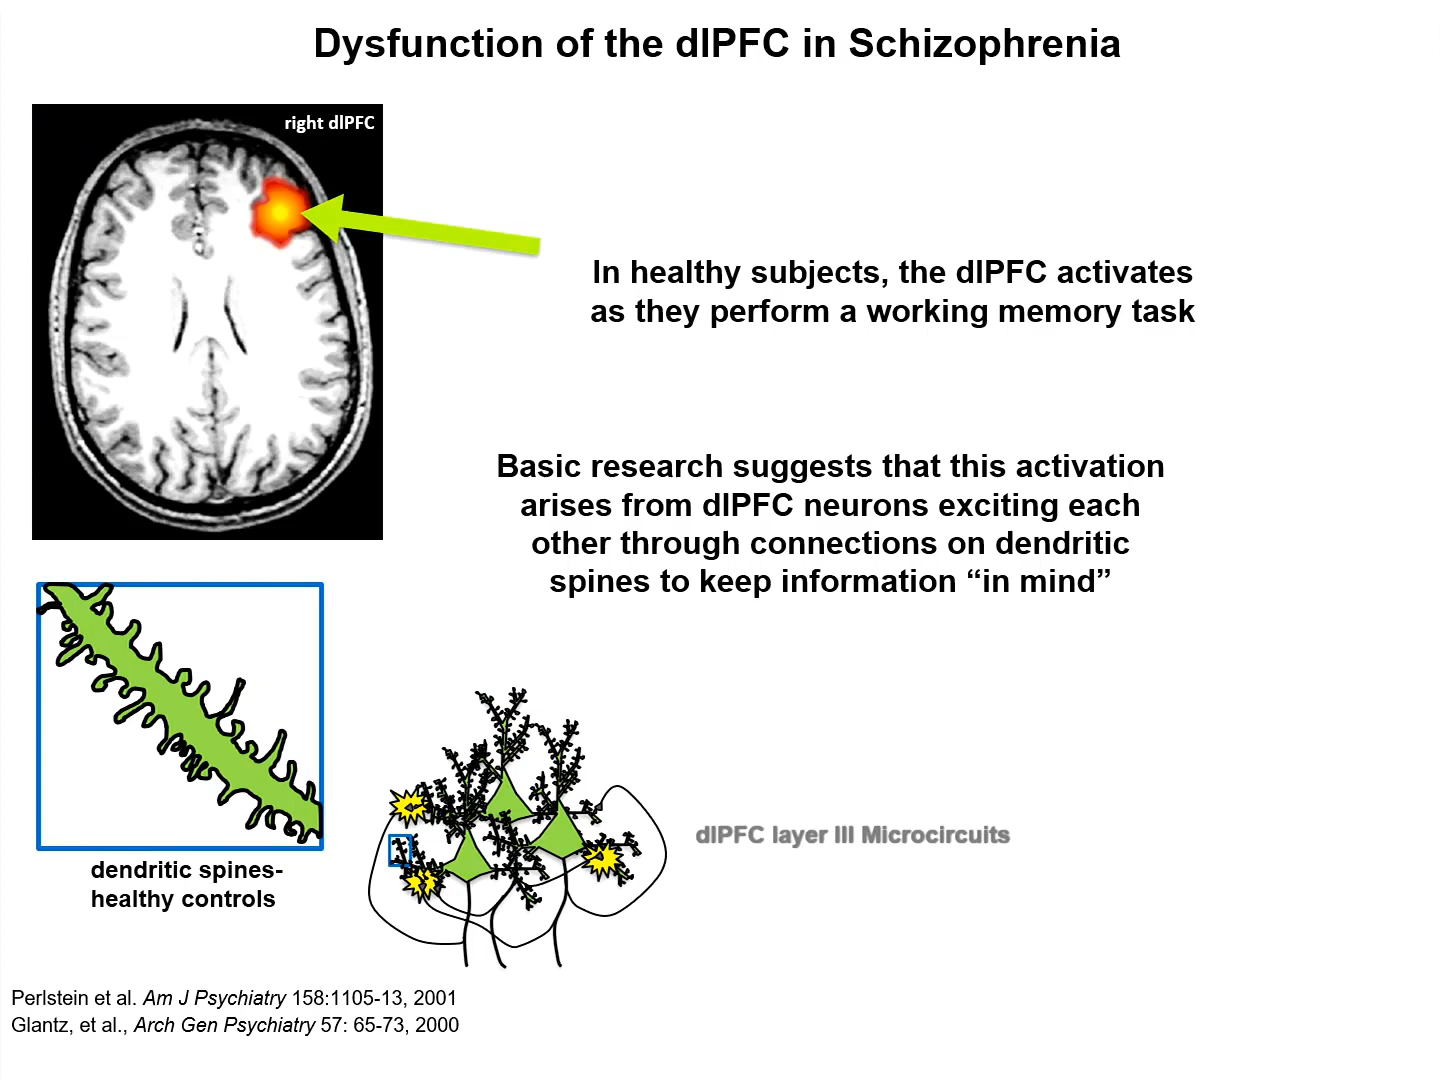 Dysfunction of the dlPFC in Schizophrenia
right dlPFC
In healthy subjects, the dlPFC activates
as they perform a working memory task
Basic research suggests that this activation
arises from dlPFC neurons exciting each
other through connections on dendritic
spines to keep information “in mind”
dlPFC layer III Microcircuits
dendritic spines-
healthy controls
Perlstein et al. Am J Psychiatry 158:1105-13, 2001
Glantz, et al., Arch Gen Psychiatry 57: 65-73, 2000